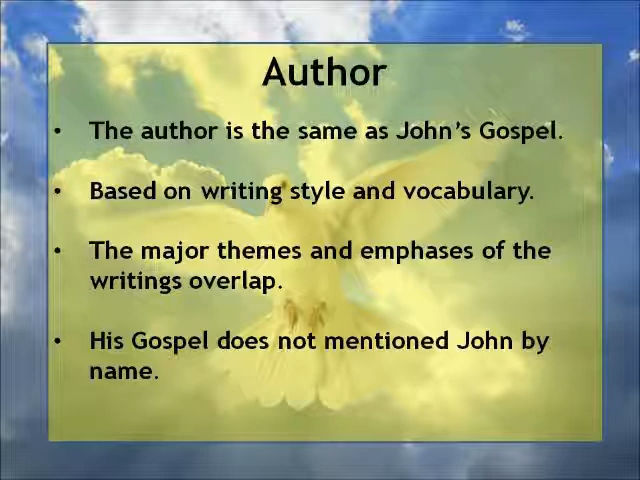 Author
• The author is the same as John's Gospel.
• Based on writing style and vocabulary.
• The major themes and emphases of the
writings overlap.
• His Gospel does not mentioned John by
name.